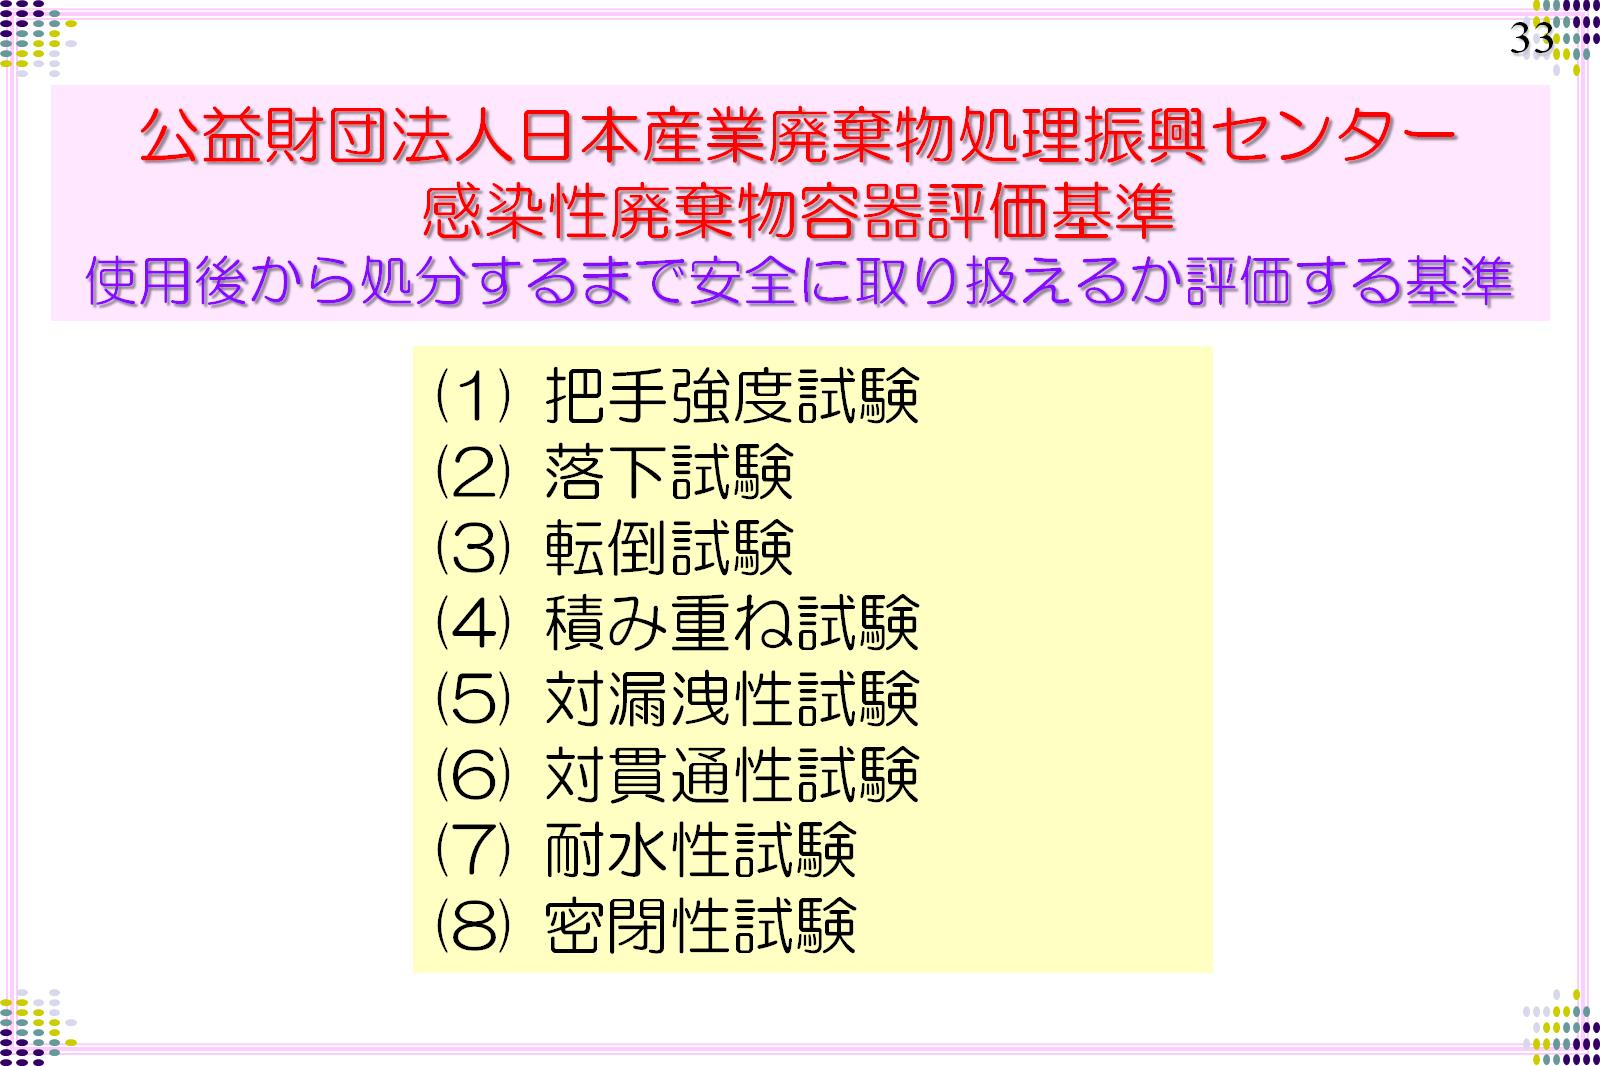 33
公益財団法人日本産業廃棄物処理振興センター
感染性廃棄物容器評価基準
使用後から処分するまで安全に取り扱えるか評価する基準
(1) 把手強度試験
(2) 落下試験
(3) 転倒試験
(4) 積み重ね試験
(5) 対漏洩性試験
(6) 対貫通性試験
(7) 耐水性試験
(8) 密閉性試験